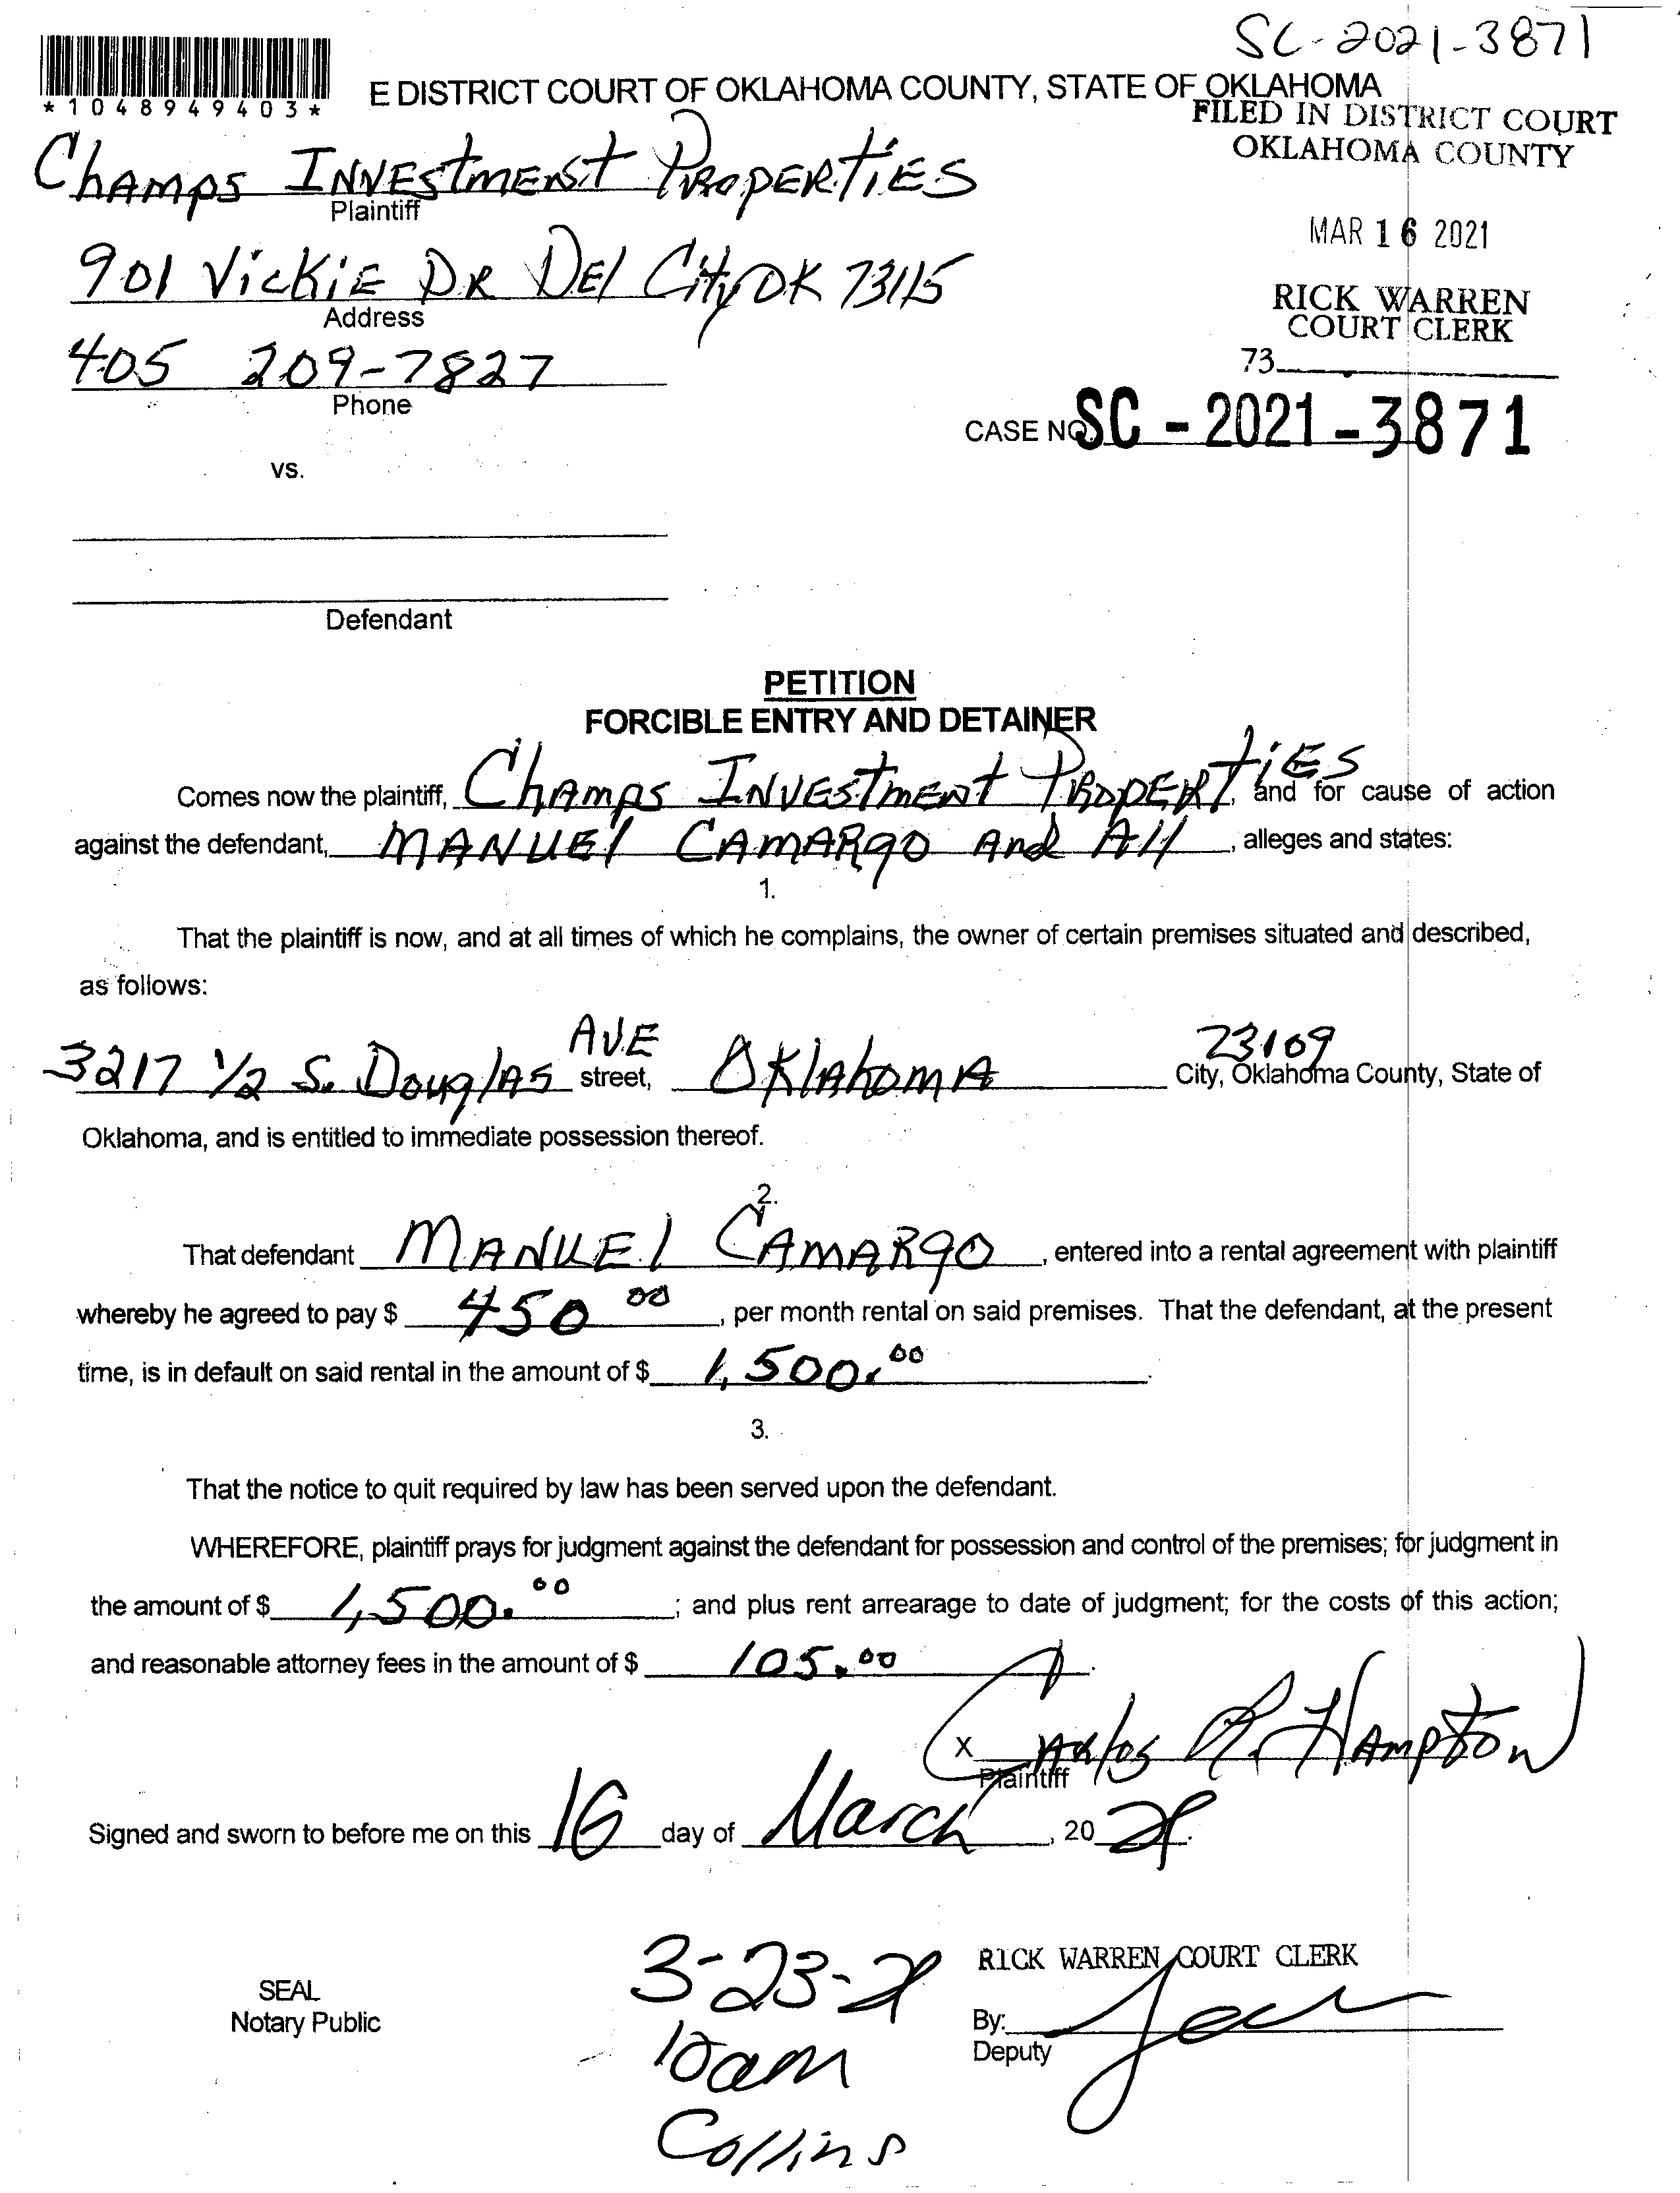 SC-2021-3871
*1048949403*
E DISTRICT COURT OF OKLAHOMA COUNTY, STATE OF OKLAHOMA
FILED IN DISTRICT COURT
OKLAHOMA COUNTY
Champs Investment Properties
Plaintiff
MAR 16 2021
901 Vickie DR Del City OK 73115
Address
RICK WARREN
COURT CLERK
405 209-7827
Phone
73
CASE NO. SC - 2021 - 3871
vs.
Defendant
PETITION
FORCIBLE ENTRY AND DETAINER
Comes now the plaintiff, Champs Investment Properties, and for cause of action
against the defendant, Manuel Camargo And All, alleges and states:
1.
That the plaintiff is now, and at all times of which he complains, the owner of certain premises situated and described,
as follows:
3217 1/2 S. Douglas AVE street, Oklahoma 73109 City, Oklahoma County, State of
Oklahoma, and is entitled to immediate possession thereof.
2.
That defendant Manuel Camargo, entered into a rental agreement with plaintiff
whereby he agreed to pay $ 450 00, per month rental on said premises. That the defendant, at the present
time, is in default on said rental in the amount of $ 1,500.00.
3.
That the notice to quit required by law has been served upon the defendant.
WHEREFORE, plaintiff prays for judgment against the defendant for possession and control of the premises; for judgment in
the amount of $ 1,500.00; and plus rent arrearage to date of judgment; for the costs of this action;
and reasonable attorney fees in the amount of $ 105.00.
X Carlos R. Hampton
Plaintiff
Signed and sworn to before me on this 16 day of March, 2021.
SEAL
Notary Public
3-23-21
10am
Collins
RICK WARREN COURT CLERK
By:
Deputy